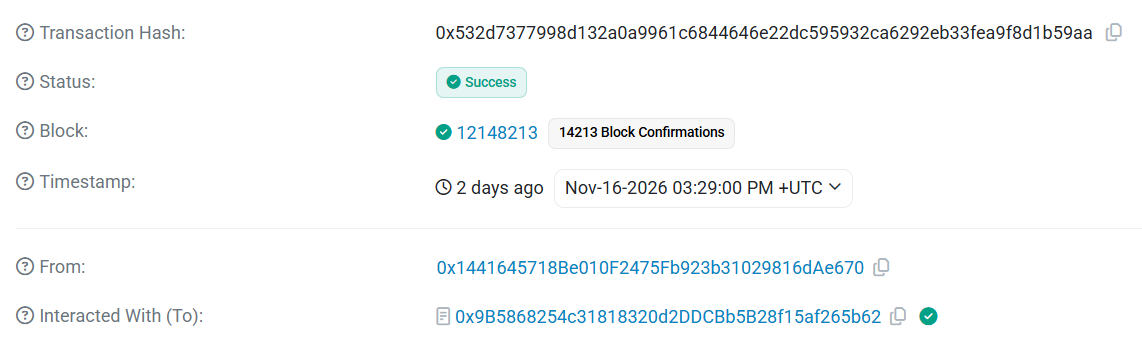 Transaction Hash: 0x532d7377998d132a0a9961c6844646e22dc595932ca6292eb33fea9f8d1b59aa
Status: Success
Block: 12148213 14213 Block Confirmations
Timestamp: 2 days ago Nov-16-2026 03:29:00 PM +UTC
From: 0x1441645718Be010F2475Fb923b31029816dAe670
Interacted With (To): 0x9B5868254c31818320d2DDCBb5B28f15af265b62